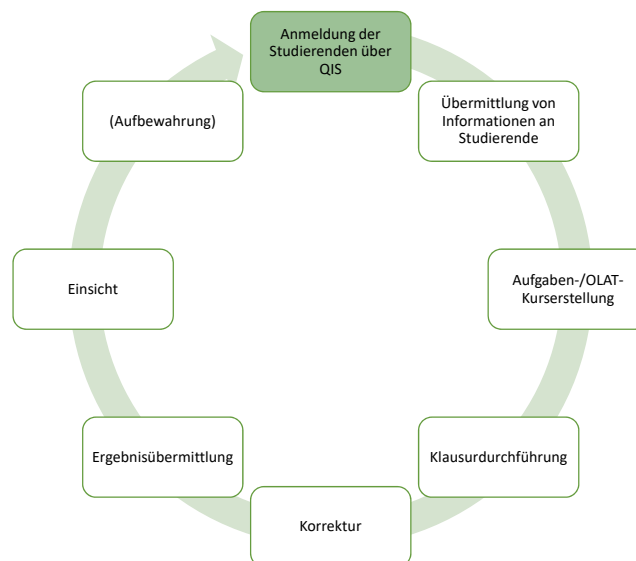 Anmeldung der
Studierenden über
QIS
Übermittlung von
Informationen an
Studierende
Aufgaben-/OLAT-
Kurserstellung
Klausurdurchführung
Korrektur
Ergebnisübermittlung
Einsicht
(Aufbewahrung)